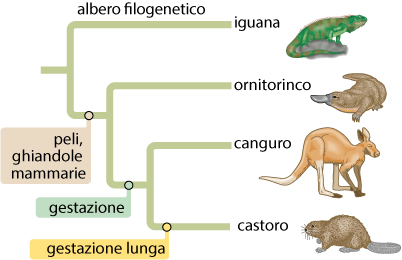 albero filogenetico
iguana
ornitorinco
peli,
ghiandole
mammarie
canguro
gestazione
castoro
gestazione lunga